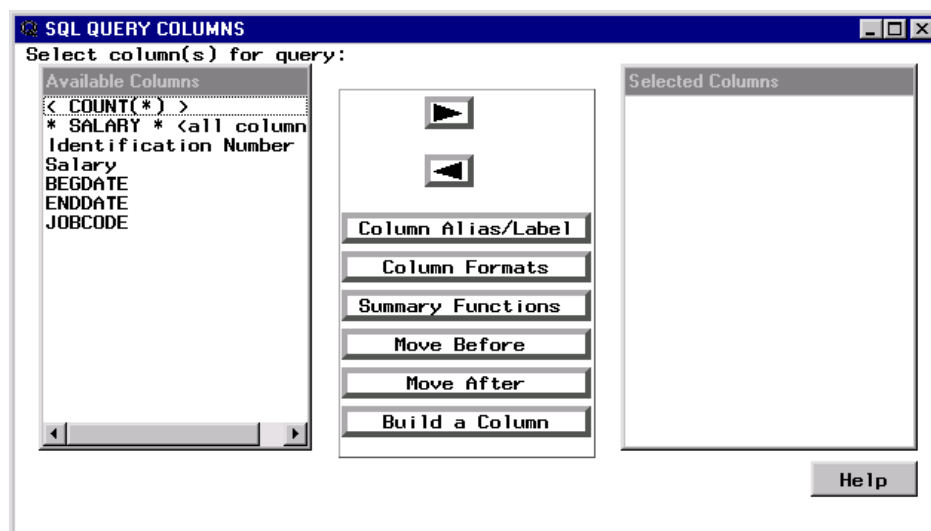 SQL QUERY COLUMNS
Select column(s) for query:
Available Columns
< COUNT(*) >
* SALARY * <all column
Identification Number
Salary
BEGDATE
ENDDATE
JOBCODE
Column Alias/Label
Column Formats
Summary Functions
Move Before
Move After
Build a Column
Selected Columns
Help